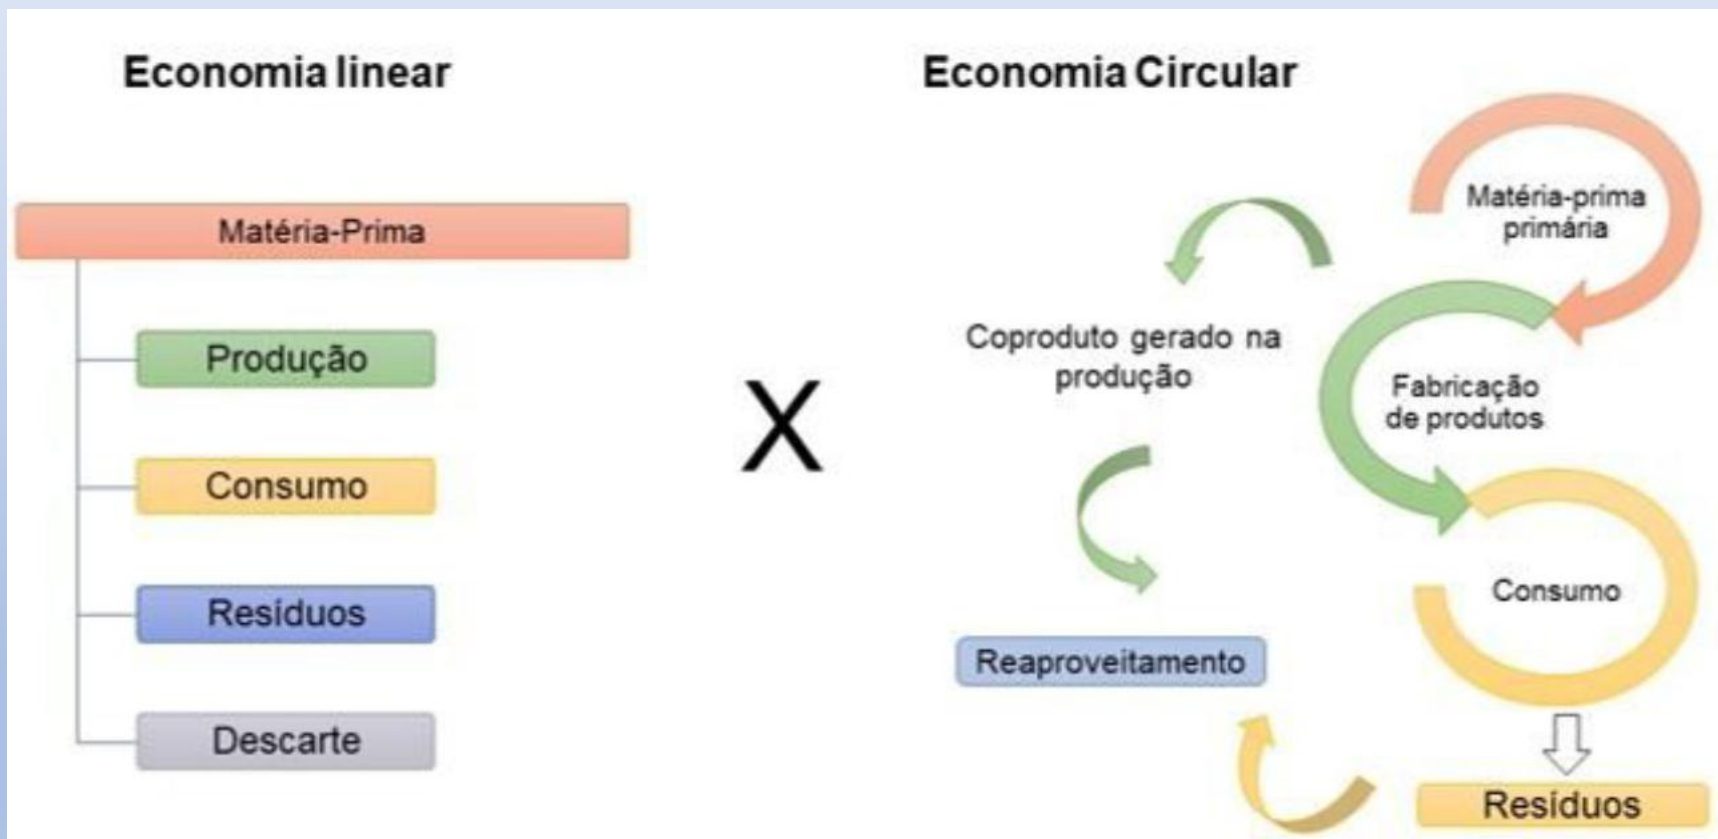 Economia linear
Matéria-Prima
Produção
Consumo
Resíduos
Descarte
X
Economia Circular
Matéria-prima
primária
Coproduto gerado na
produção
Fabricação
de produtos
Consumo
Reaproveitamento
Resíduos